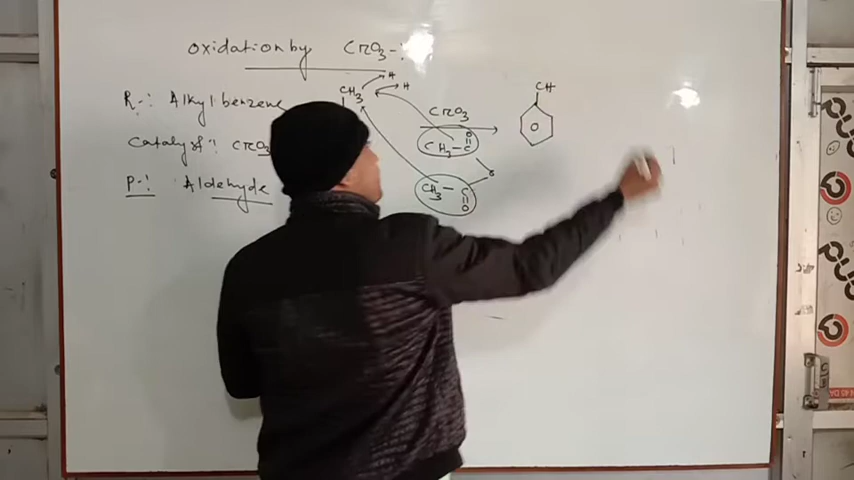 Oxidation by CrO₃ -:
R-: Alkyl benzene
Catalyst: CrO₃
P-: Aldehyde
CH₃
H
H
CrO₃
CH₃-C
O
O
CH₃-C
O
CH